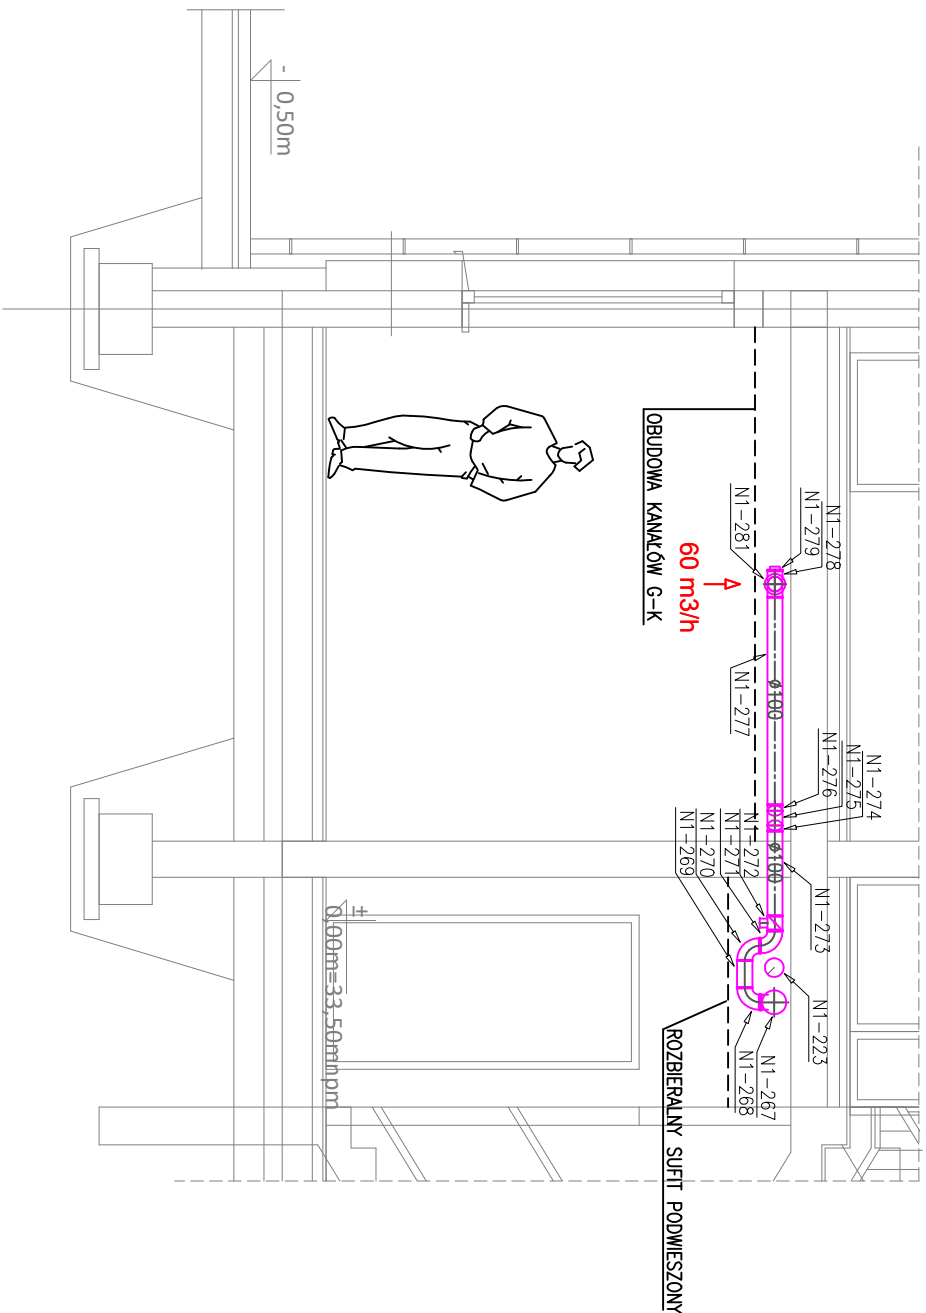 - 0,50m
OBUDOWA KANAŁÓW G-K
60 m3/h
N1-281
N1-279
N1-278
N1-277
ø100
N1-276
N1-275
N1-274
ø100
N1-273
N1-272
N1-271
N1-270
N1-269
N1-223
N1-267
N1-268
±
0,00m=33,50mnpm
ROZBIERALNY SUFIT PODWIESZONY